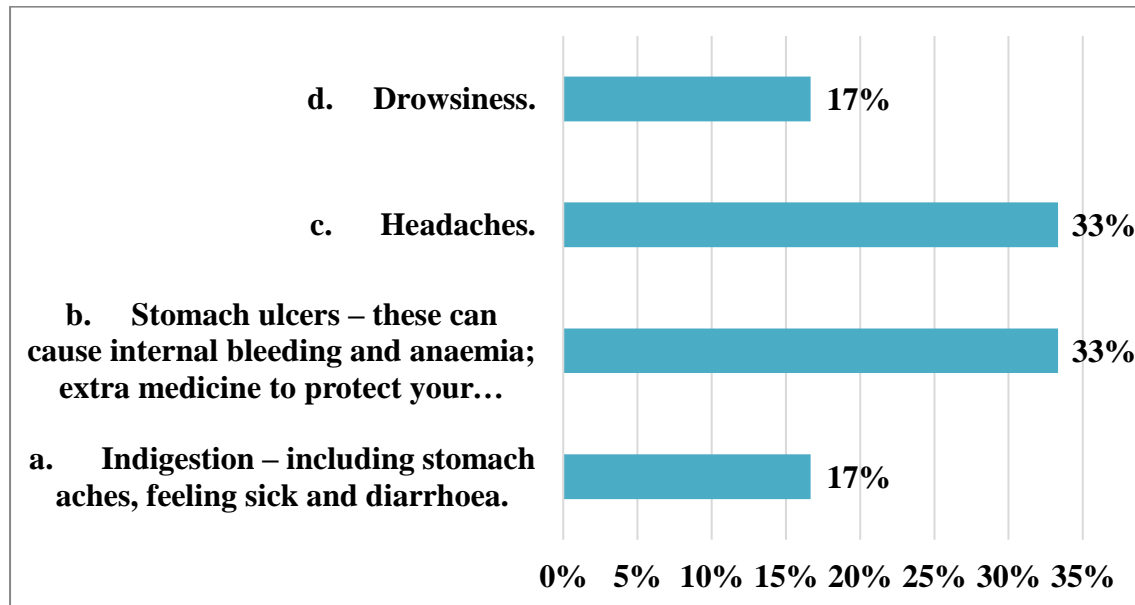 d. Drowsiness.
17%
c. Headaches.
33%
b. Stomach ulcers – these can
cause internal bleeding and anaemia;
extra medicine to protect your…
33%
a. Indigestion – including stomach
aches, feeling sick and diarrhoea.
17%
0% 5% 10% 15% 20% 25% 30% 35%